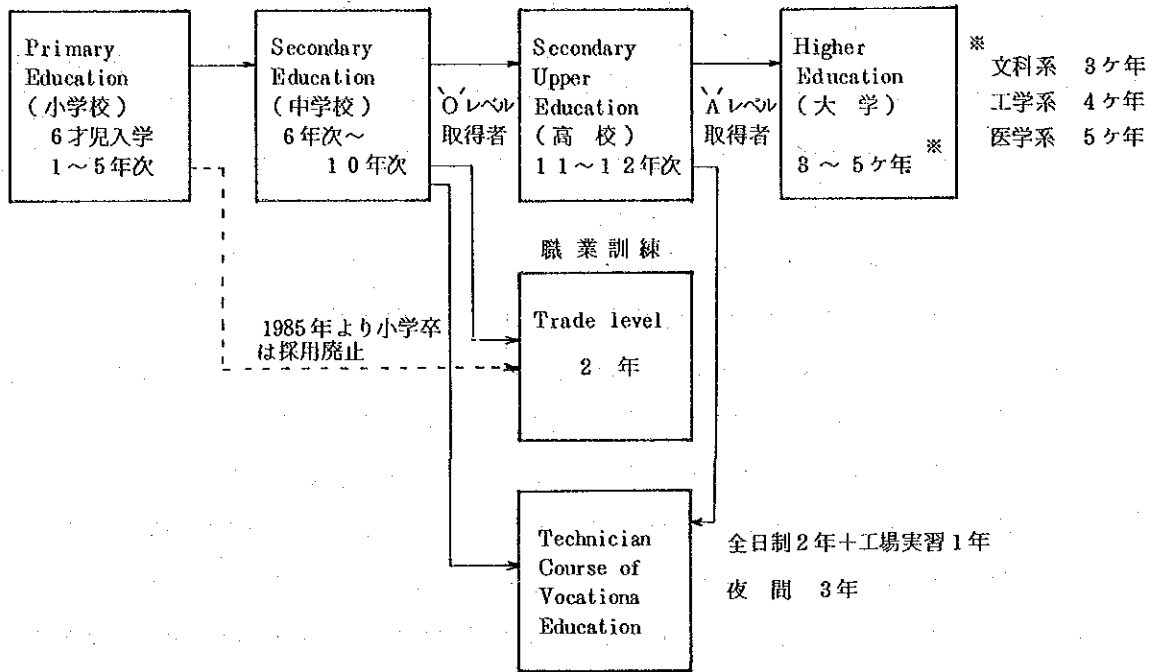 Primary
Education
(小学校)
6才児入学
1~5年次
Secondary
Education
(中学校)
6年次~
10年次
"O"レベル
取得者
Secondary
Upper
Education
(高校)
11~12年次
"A"レベル
取得者
Higher
Education
(大 学)
※
3~5ケ年
※
文科系 3ケ年
工学系 4ケ年
医学系 5ケ年
職業訓練
Trade level
2 年
1985年より小学卒
は採用廃止
Technician
Course of
Vocationa
Education
全日制2年+工場実習1年
夜 間 3年